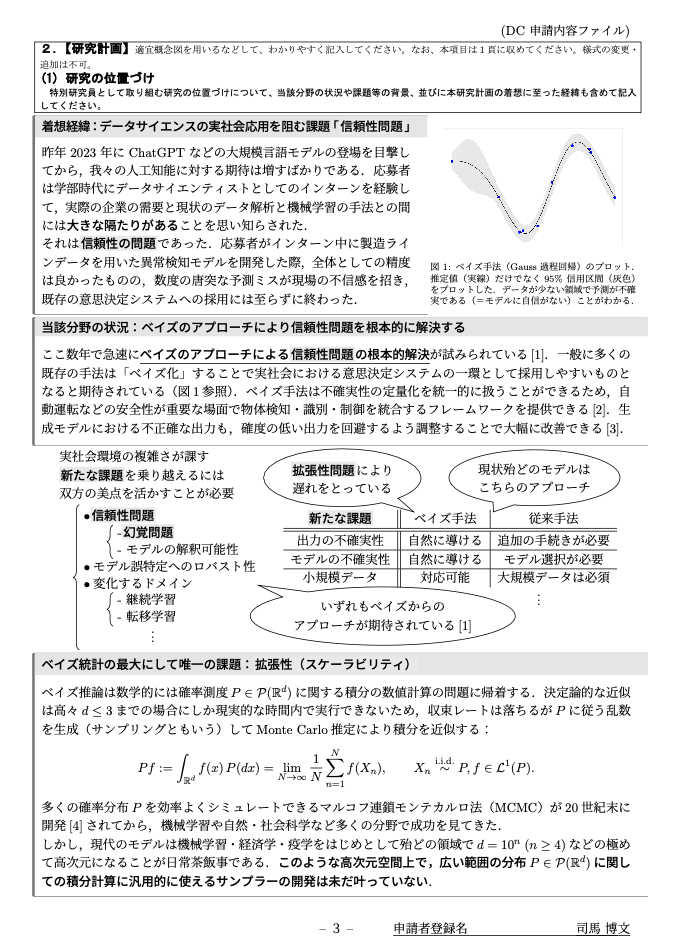 (DC 申請内容ファイル)
２．【研究計画】適宜概念図を用いるなどして、わかりやすく記入してください。なお、本項目は１頁に収めてください。様式の変更・
追加は不可。
(1) 研究の位置づけ
特別研究員として取り組む研究の位置づけについて、当該分野の状況や課題等の背景、並びに本研究計画の着想に至った経緯も含めて記入
してください。
着想経緯：データサイエンスの実社会応用を阻む課題「信頼性問題」
昨年 2023 年に ChatGPT などの大規模言語モデルの登場を目撃し
てから，我々の人工知能に対する期待は増すばかりである．応募者
は学部時代にデータサイエンティストとしてのインターンを経験し
て，実際の企業の需要と現状のデータ解析と機械学習の手法との間
には大きな隔たりがあることを思い知らされた．
それは信頼性の問題であった．応募者がインターン中に製造ライ
ンデータを用いた異常検知モデルを開発した際，全体としての精度
は良かったものの，数度の唐突な予測ミスが現場の不信感を招き，
既存の意思決定システムへの採用には至らずに終わった．
図 1: ベイズ手法（Gauss 過程回帰）のプロット．
推定値（実線）だけでなく 95% 信用区間（灰色）
をプロットした．データが少ない領域で予測が不確
実である（＝モデルに自信がない）ことがわかる．
当該分野の状況：ベイズのアプローチにより信頼性問題を根本的に解決する
ここ数年で急速にベイズのアプローチによる信頼性問題の根本的解決が試みられている [1]．一般に多くの
既存の手法は「ベイズ化」することで実社会における意思決定システムの一環として採用しやすいものと
なると期待されている（図 1 参照）．ベイズ手法は不確実性の定量化を統一的に扱うことができるため，自
動運転などの安全性が重要な場面で物体検知・識別・制御を統合するフレームワークを提供できる [2]．生
成モデルにおける不正確な出力も，確度の低い出力を回避するよう調整することで大幅に改善できる [3]．
実社会環境の複雑さが課す
新たな課題を乗り越えるには
双方の美点を活かすことが必要
●信頼性問題
- 幻覚問題
- モデルの解釈可能性
● モデル誤特定へのロバスト性
● 変化するドメイン
- 継続学習
- 転移学習
⋮
拡張性問題により
遅れをとっている
現状殆どのモデルは
こちらのアプローチ
新たな課題 ベイズ手法 従来手法
出力の不確実性 自然に導ける 追加の手続きが必要
モデルの不確実性 自然に導ける モデル選択が必要
小規模データ 対応可能 大規模データは必須
⋮
いずれもベイズからの
アプローチが期待されている [1]
ベイズ統計の最大にして唯一の課題：拡張性（スケーラビリティ）
ベイズ推論は数学的には確率測度 P ∈ 𝒫(ℝ^d) に関する積分の数値計算の問題に帰着する．決定論的な近似
は高々 d ≤ 3 までの場合にしか現実的な時間内で実行できないため，収束レートは落ちるが P に従う乱数
を生成（サンプリングともいう）して Monte Carlo 推定により積分を近似する：
Pf := ∫_{ℝ^d} f(x) P(dx) = lim_{N→∞} 1/N ∑_{n=1}^{N} f(X_n), X_n i.i.d. ∼ P, f ∈ ℒ^1(P).
多くの確率分布 P を効率よくシミュレートできるマルコフ連鎖モンテカルロ法（MCMC）が 20 世紀末に
開発 [4] されてから，機械学習や自然・社会科学など多くの分野で成功を見てきた．
しかし，現代のモデルは機械学習・経済学・疫学をはじめとして殆どの領域で d = 10^n (n ≥ 4) などの極め
て高次元になることが日常茶飯事である．このような高次元空間上で，広い範囲の分布 P ∈ 𝒫(ℝ^d) に関し
ての積分計算に汎用的に使えるサンプラーの開発は未だ叶っていない．
– 3 – 申請者登録名 司馬 博文